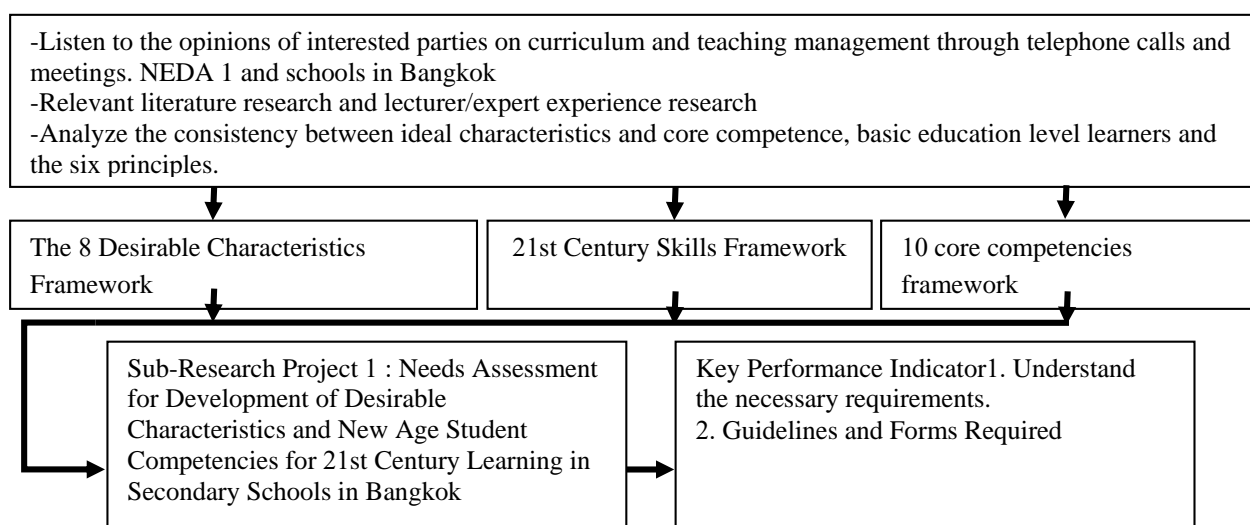 -Listen to the opinions of interested parties on curriculum and teaching management through telephone calls and
meetings. NEDA 1 and schools in Bangkok
-Relevant literature research and lecturer/expert experience research
-Analyze the consistency between ideal characteristics and core competence, basic education level learners and
the six principles.
The 8 Desirable Characteristics
Framework
21st Century Skills Framework
10 core competencies
framework
Sub-Research Project 1 : Needs Assessment
for Development of Desirable
Characteristics and New Age Student
Competencies for 21st Century Learning in
Secondary Schools in Bangkok
Key Performance Indicator1. Understand
the necessary requirements.
2. Guidelines and Forms Required